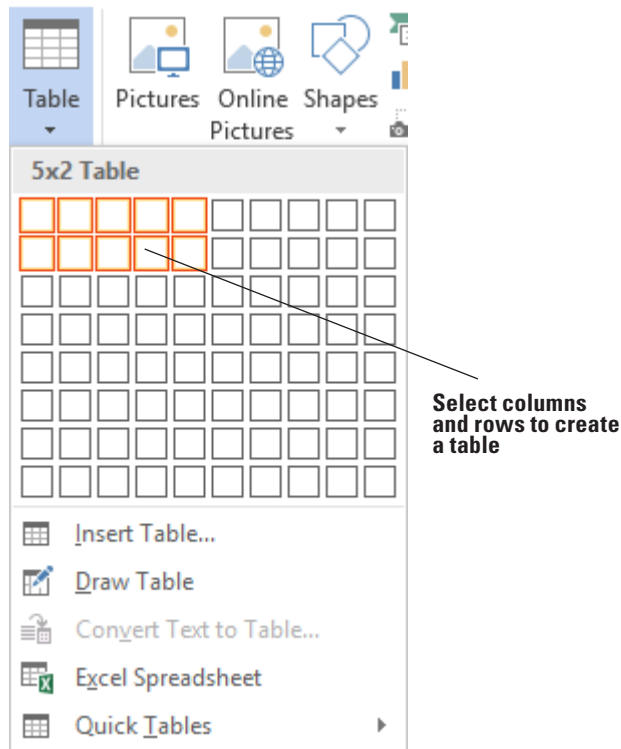 Table Pictures Online Shapes
Pictures
5x2 Table
Select columns
and rows to create
a table
Insert Table...
Draw Table
Convert Text to Table...
Excel Spreadsheet
Quick Tables